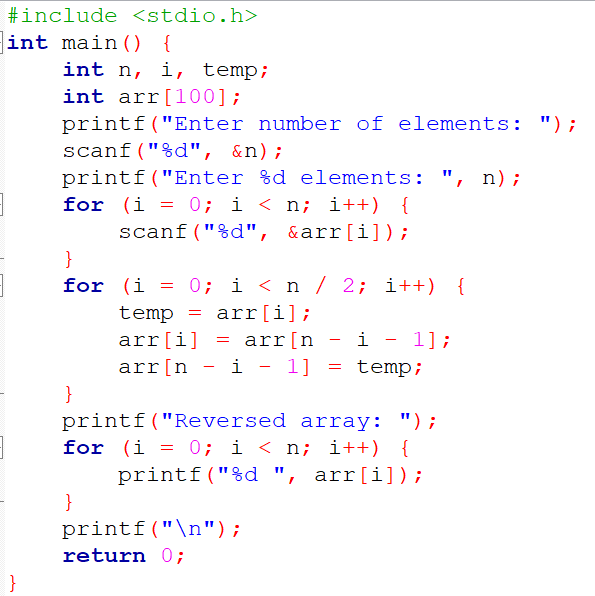 #include <stdio.h>
int main() {
    int n, i, temp;
    int arr[100];
    printf("Enter number of elements: ");
    scanf("%d", &n);
    printf("Enter %d elements: ", n);
    for (i = 0; i < n; i++) {
        scanf("%d", &arr[i]);
    }
    for (i = 0; i < n / 2; i++) {
        temp = arr[i];
        arr[i] = arr[n - i - 1];
        arr[n - i - 1] = temp;
    }
    printf("Reversed array: ");
    for (i = 0; i < n; i++) {
        printf("%d ", arr[i]);
    }
    printf("\n");
    return 0;
}